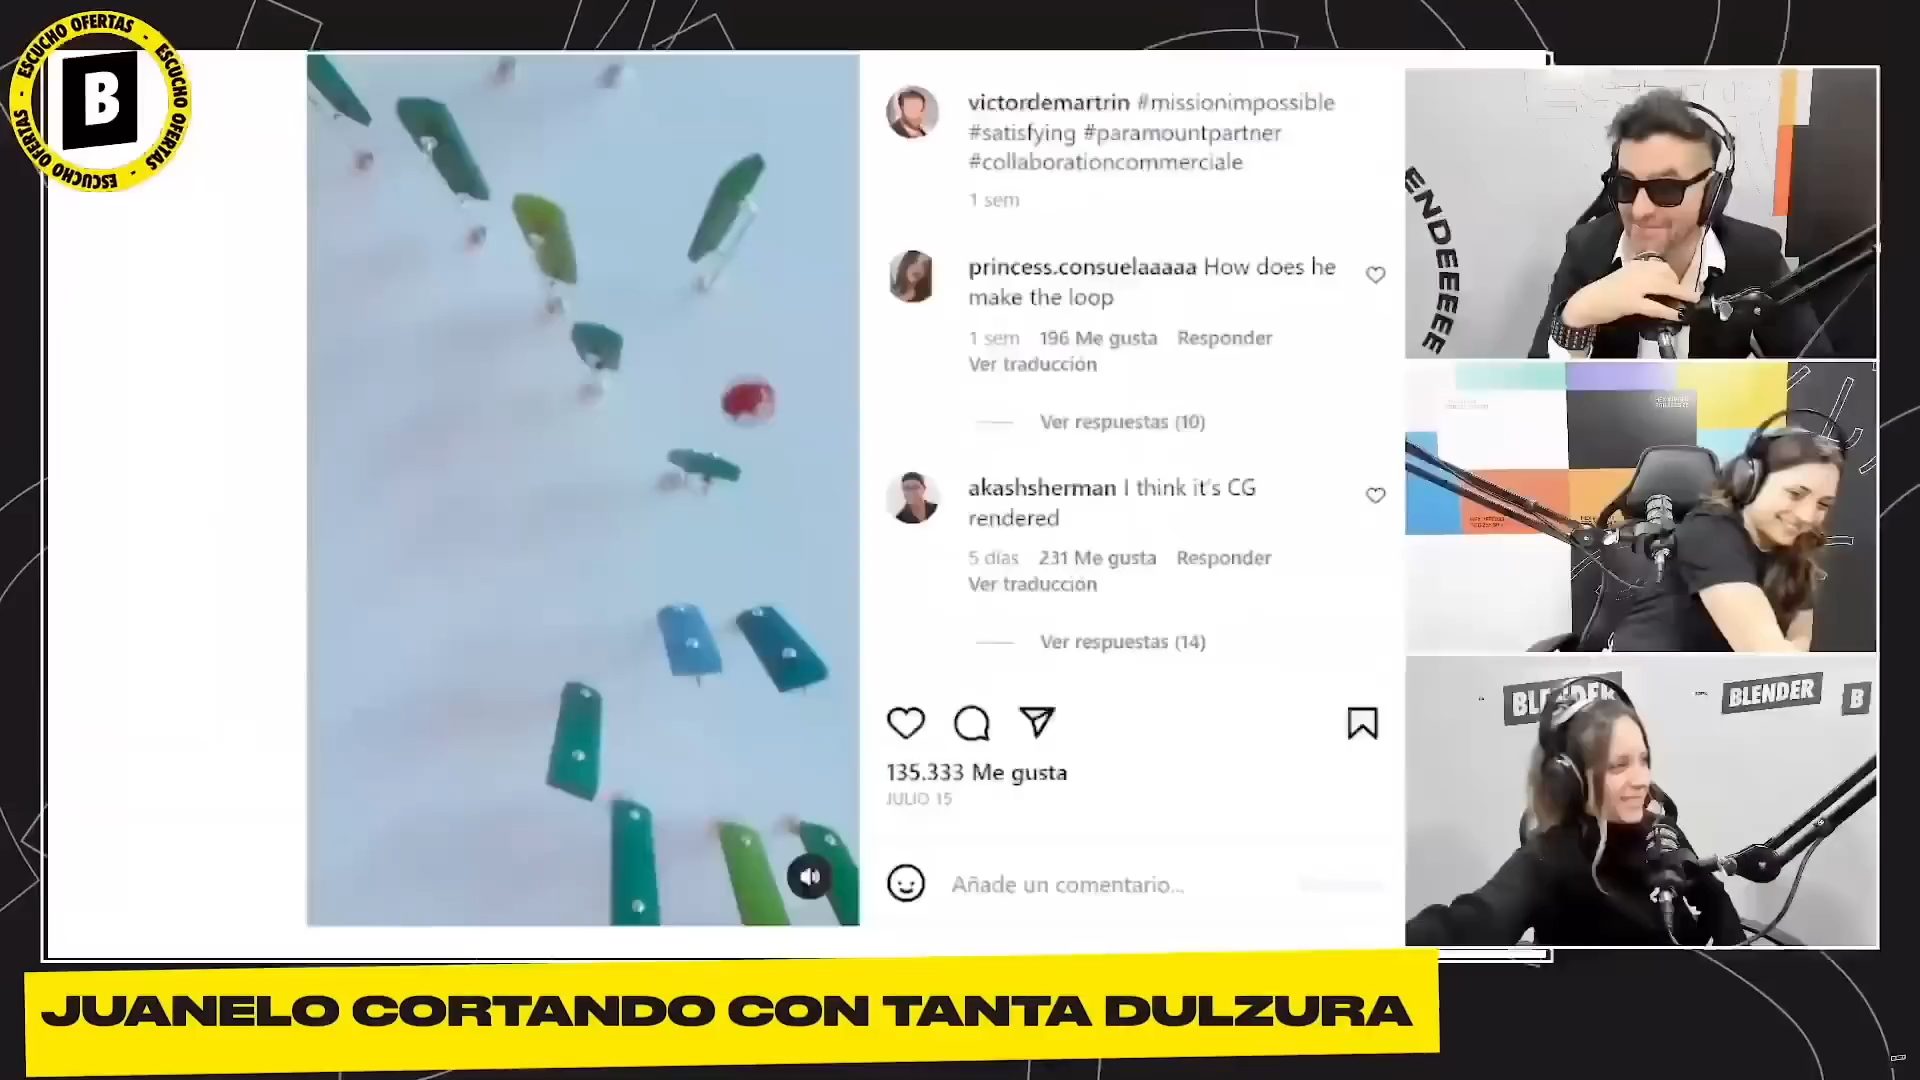 ESCUCHO OFERTAS - ESCUCHO OFERTAS - ESCUCHO OFERTAS -
B
victordemartrin #missionimpossible
#satisfying #paramountpartner
#collaborationcommerciale
1 sem
princess.consuelaaaaa How does he
make the loop
1 sem 196 Me gusta Responder
Ver traducción
Ver respuestas (10)
akashsherman I think it's CG
rendered
5 días 231 Me gusta Responder
Ver traducción
Ver respuestas (14)
135.333 Me gusta
JULIO 15
Añade un comentario...
ENDEEEE
BLENDER
BLENDER
B
JUANELO CORTANDO CON TANTA DULZURA